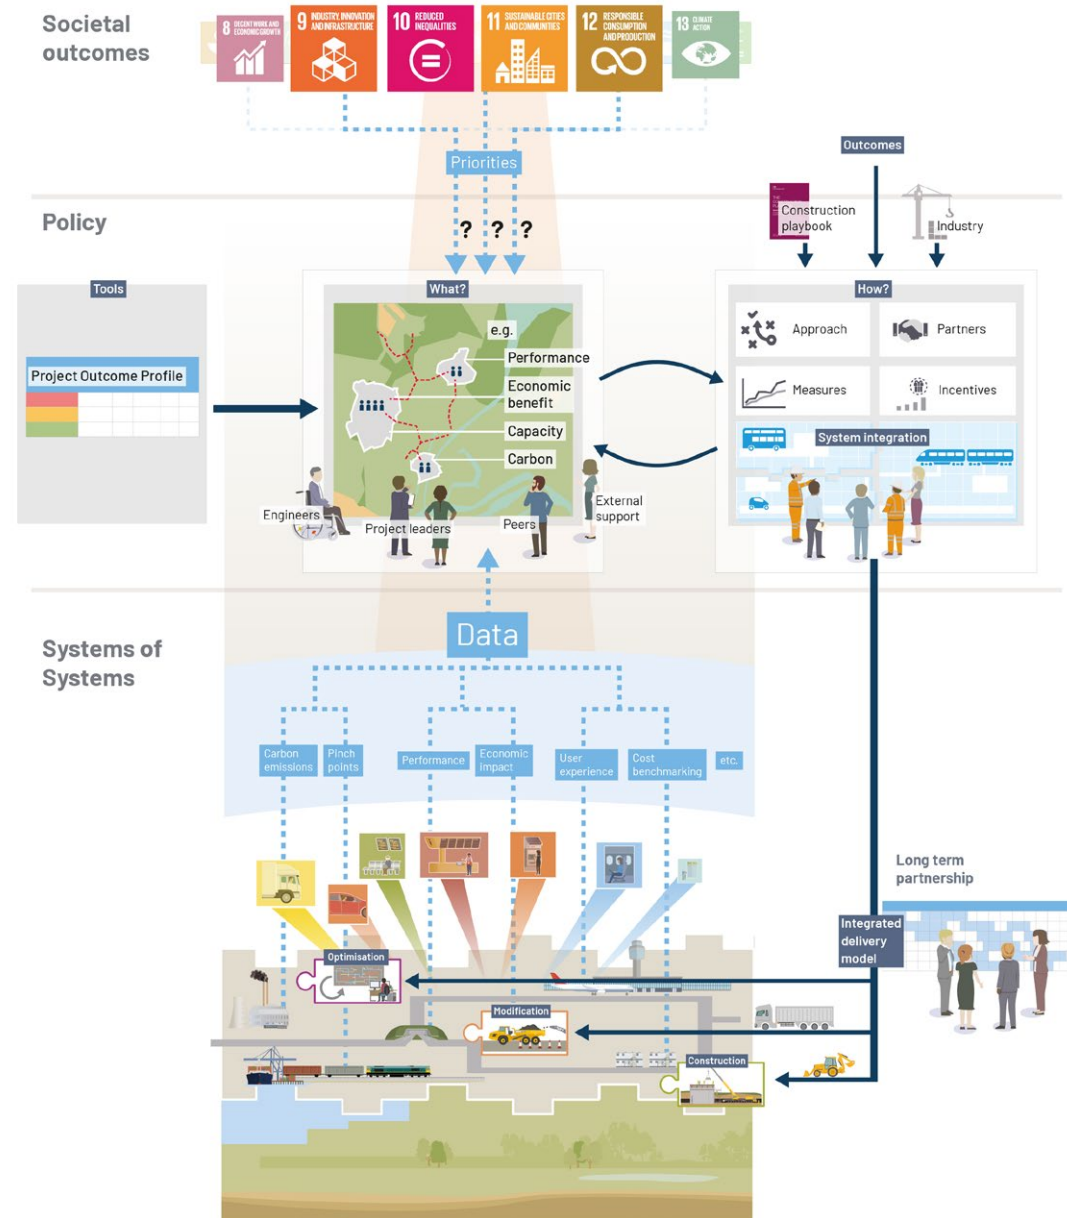 Societal
outcomes
8 DECENT WORK AND
ECONOMIC GROWTH
9 INDUSTRY, INNOVATION
AND INFRASTRUCTURE
10 REDUCED
INEQUALITIES
11 SUSTAINABLE CITIES
AND COMMUNITIES
12 RESPONSIBLE
CONSUMPTION
AND PRODUCTION
13 CLIMATE
ACTION
Priorities
Outcomes
Policy
? ? ?
Construction
playbook
Industry
Tools
What?
How?
Project Outcome Profile
e.g.
Performance
Economic
benefit
Capacity
Carbon
Approach
Partners
Measures
Incentives
System integration
Engineers
Project leaders
Peers
External
support
Data
Systems of
Systems
Carbon
emissions
Pinch
points
Performance
Economic
impact
User
experience
Cost
benchmarking
etc.
Long term
partnership
Integrated
delivery
model
Optimisation
Modification
Construction